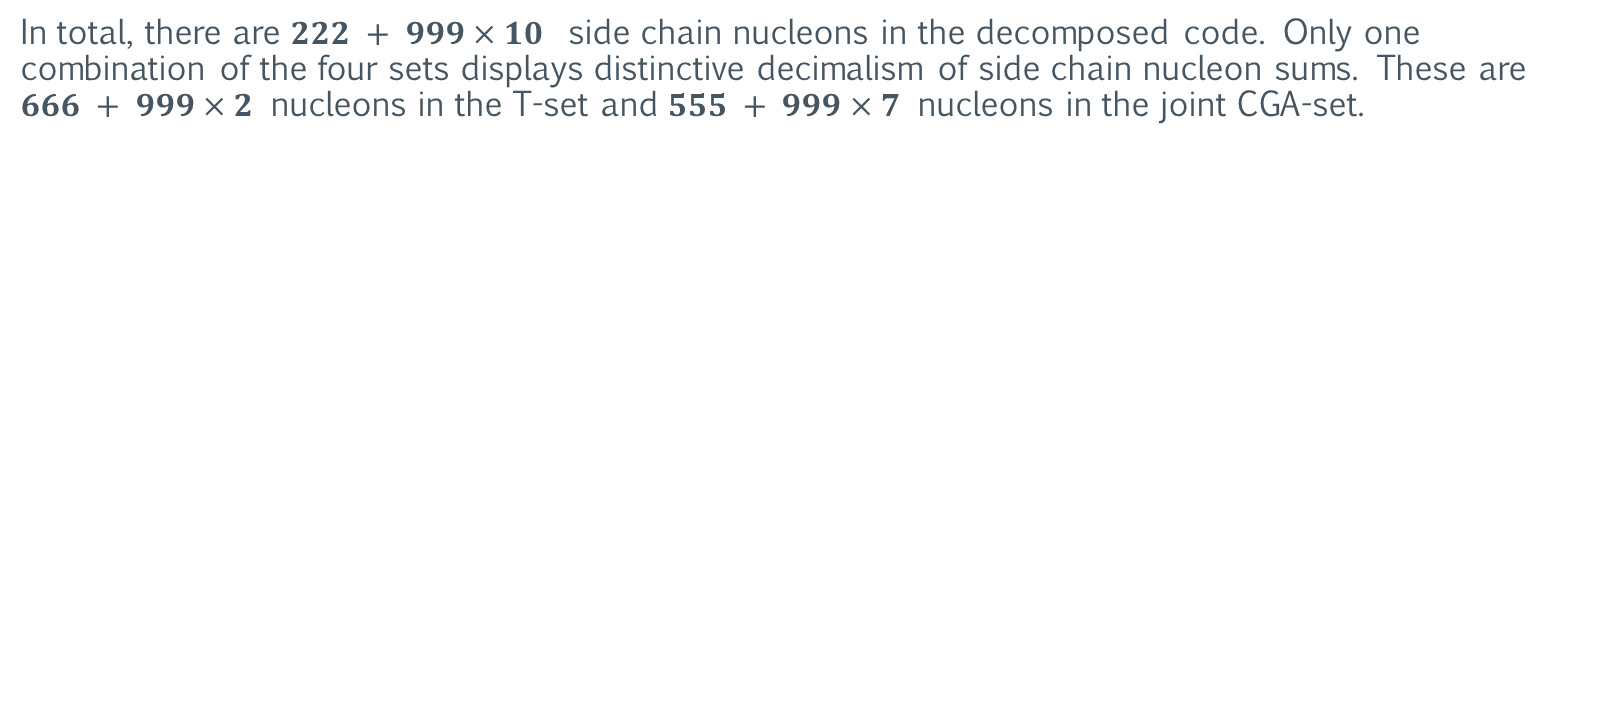 In total, there are 222 + 999 × 10 side chain nucleons in the decomposed code. Only one
combination of the four sets displays distinctive decimalism of side chain nucleon sums. These are
666 + 999 × 2 nucleons in the T-set and 555 + 999 × 7 nucleons in the joint CGA-set.